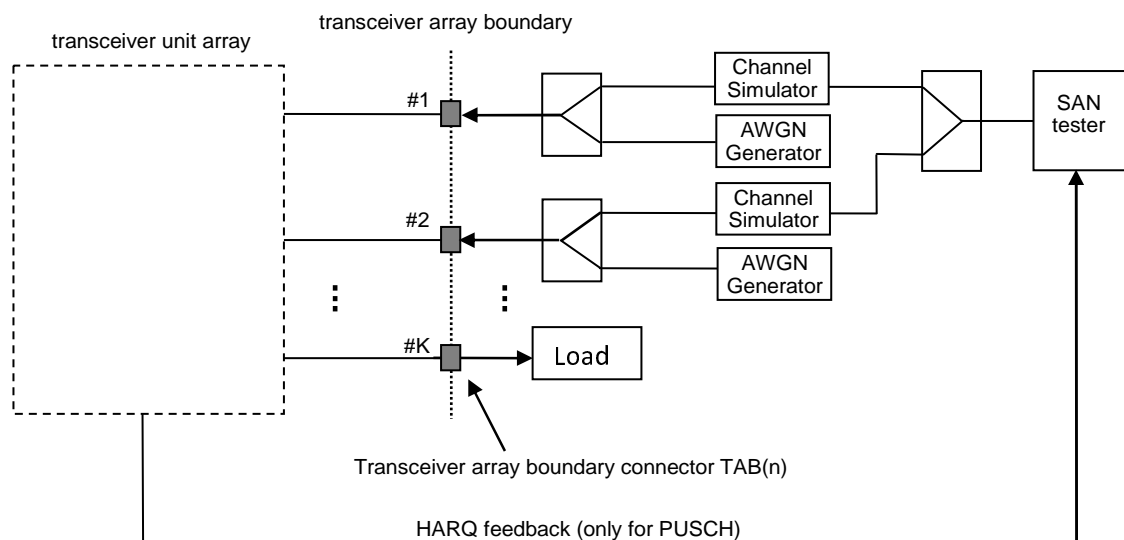 transceiver array boundary
transceiver unit array
#1
Channel
Simulator
AWGN
Generator
SAN
tester
#2
Channel
Simulator
AWGN
Generator
#K
Load
Transceiver array boundary connector TAB(n)
HARQ feedback (only for PUSCH)